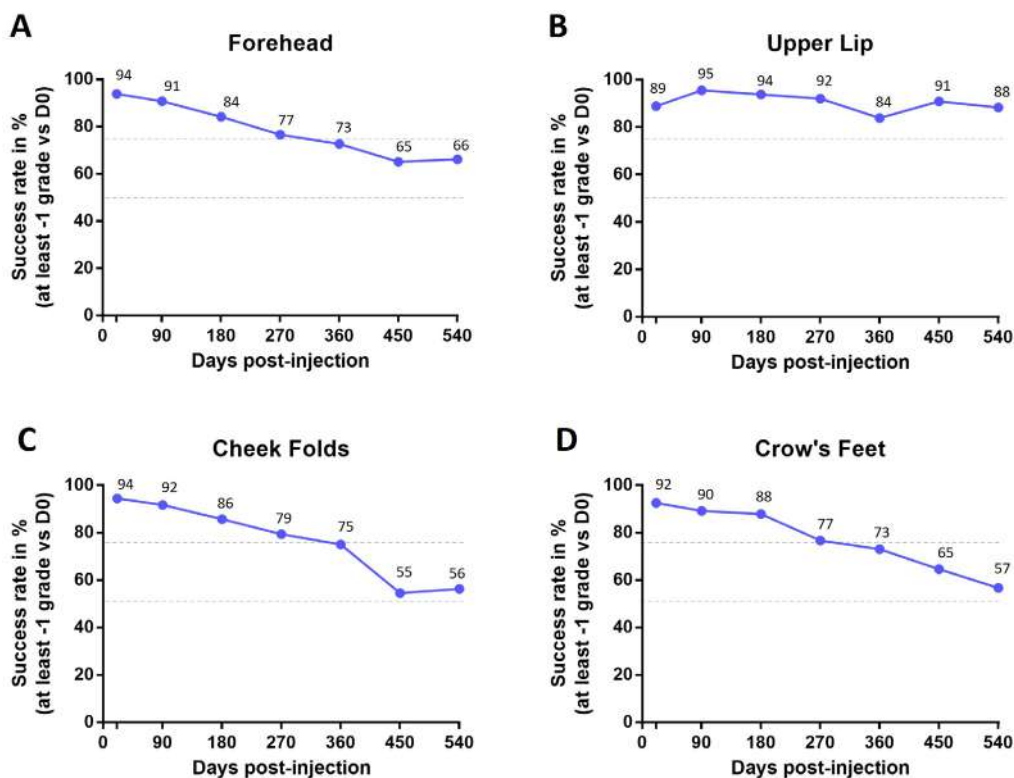 A
Forehead
Success rate in %
(at least -1 grade vs D0)
100
80
60
40
20
0
94
91
84
77
73
65
66
0 90 180 270 360 450 540
Days post-injection
B
Upper Lip
Success rate in %
(at least -1 grade vs D0)
100
80
60
40
20
0
89
95
94
92
84
91
88
0 90 180 270 360 450 540
Days post-injection
C
Cheek Folds
Success rate in %
(at least -1 grade vs D0)
100
80
60
40
20
0
94
92
86
79
75
55
56
0 90 180 270 360 450 540
Days post-injection
D
Crow's Feet
Success rate in %
(at least -1 grade vs D0)
100
80
60
40
20
0
92
90
88
77
73
65
57
0 90 180 270 360 450 540
Days post-injection